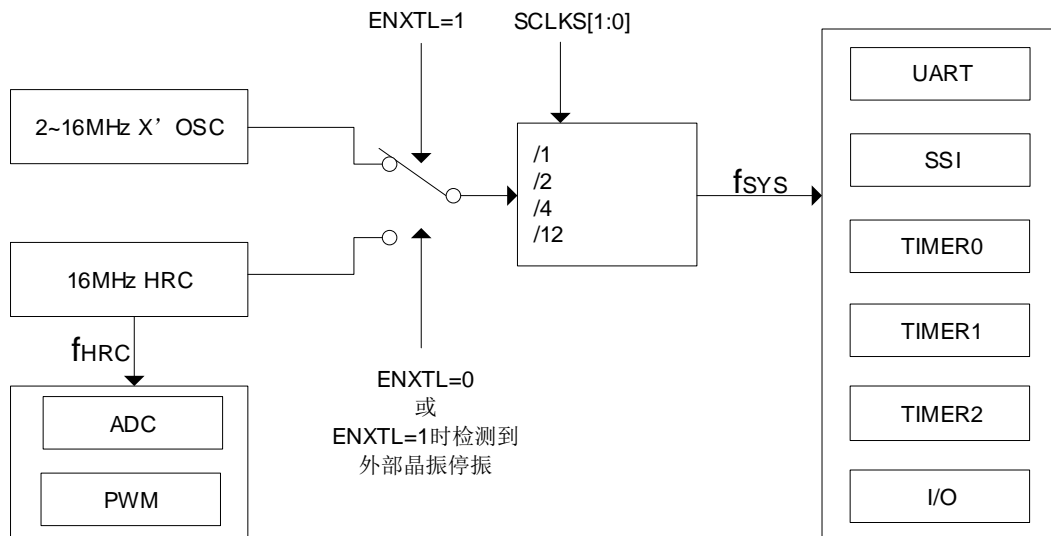 ENXTL=1
SCLKS[1:0]
2~16MHz X’ OSC
16MHz HRC
fHRC
ADC
PWM
/1
/2
/4
/12
ENXTL=0
或
ENXTL=1时检测到
外部晶振停振
fSYS
UART
SSI
TIMER0
TIMER1
TIMER2
I/O